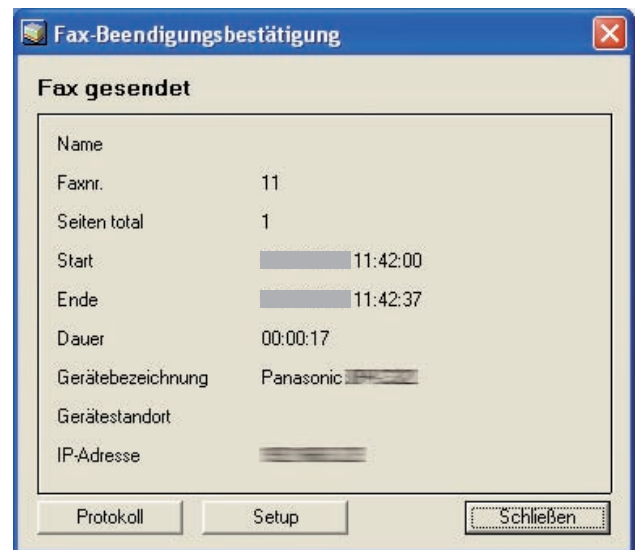 Fax-Beendigungsbestätigung
Fax gesendet
Name
Faxnr. 11
Seiten total 1
Start 11:42:00
Ende 11:42:37
Dauer 00:00:17
Gerätebezeichnung Panasonic
Gerätestandort
IP-Adresse
Protokoll Setup Schließen